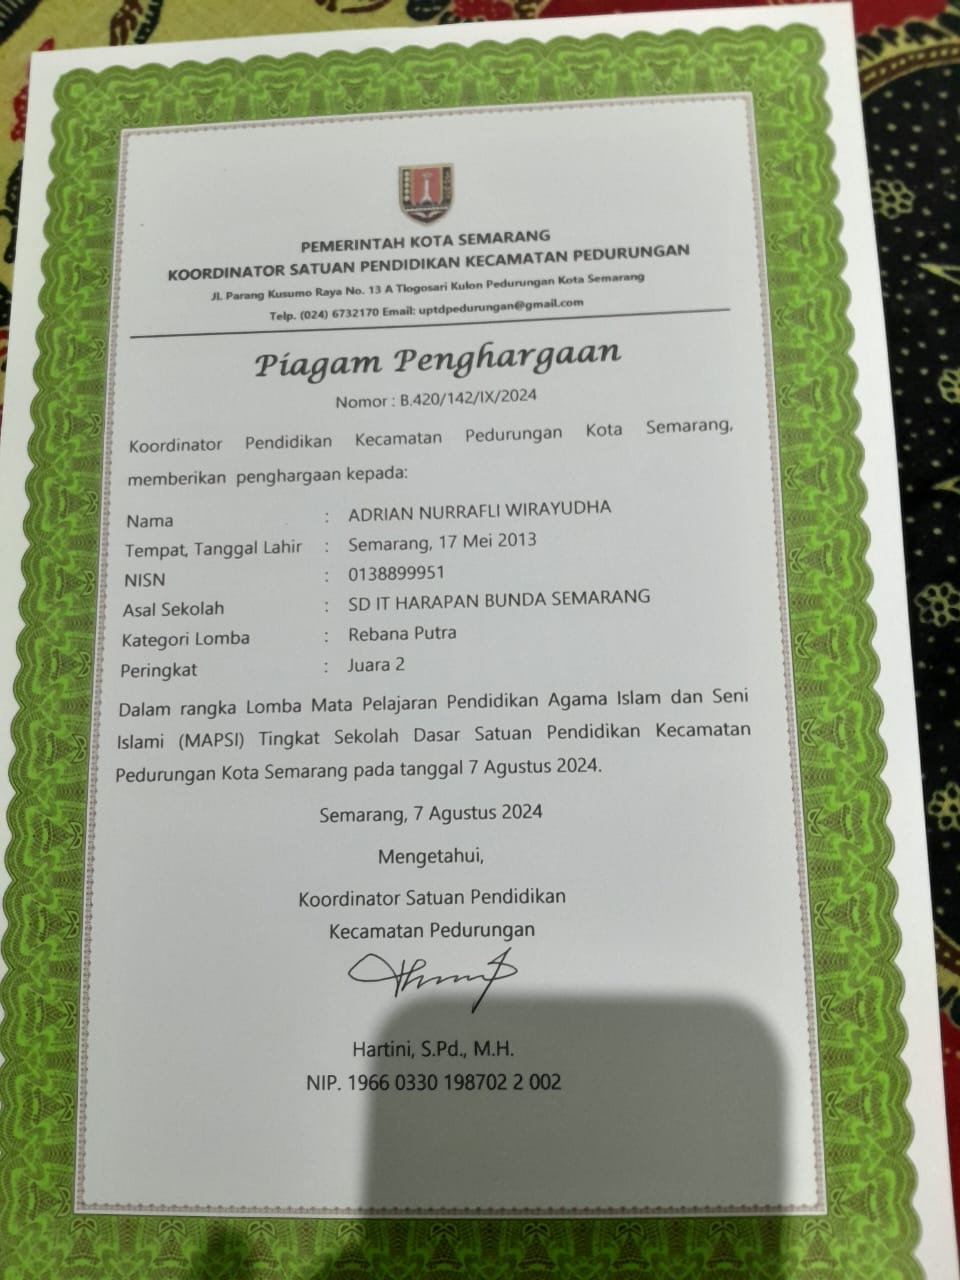 PEMERINTAH KOTA SEMARANG
KOORDINATOR SATUAN PENDIDIKAN KECAMATAN PEDURUNGAN
Jl. Parang Kusumo Raya No. 13 A Tlogosari Kulon Pedurungan Kota Semarang
Telp. (024) 6732170 Email: uptdpedurungan@gmail.com
Piagam Penghargaan
Nomor : B.420/142/IX/2024
Koordinator Pendidikan Kecamatan Pedurungan Kota Semarang,
memberikan penghargaan kepada:
Nama : ADRIAN NURRAFLI WIRAYUDHA
Tempat, Tanggal Lahir : Semarang, 17 Mei 2013
NISN : 0138899951
Asal Sekolah : SD IT HARAPAN BUNDA SEMARANG
Kategori Lomba : Rebana Putra
Peringkat : Juara 2
Dalam rangka Lomba Mata Pelajaran Pendidikan Agama Islam dan Seni
Islami (MAPSI) Tingkat Sekolah Dasar Satuan Pendidikan Kecamatan
Pedurungan Kota Semarang pada tanggal 7 Agustus 2024.
Semarang, 7 Agustus 2024
Mengetahui,
Koordinator Satuan Pendidikan
Kecamatan Pedurungan
Hartini, S.Pd., M.H.
NIP. 1966 0330 198702 2 002